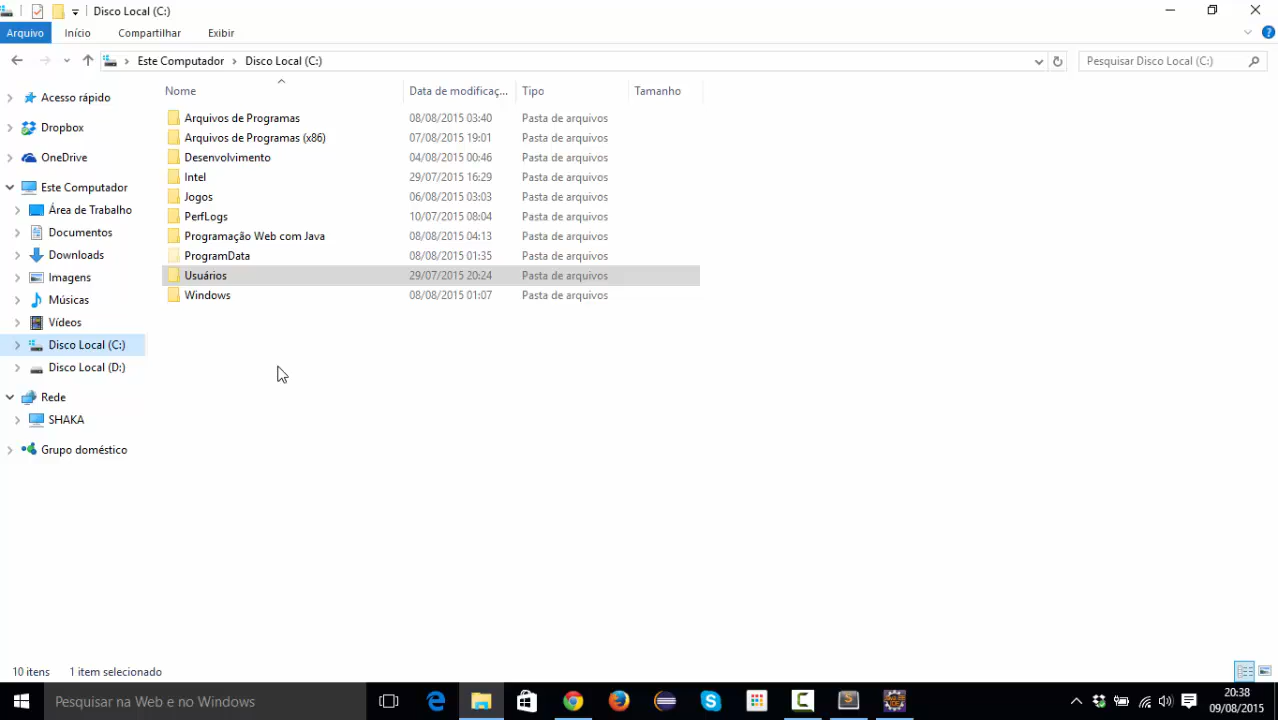 Disco Local (C:)
Arquivo Início Compartilhar Exibir
Este Computador Disco Local (C:) Pesquisar Disco Local (C:)
Nome Data de modificaç... Tipo Tamanho
Acesso rápido
Dropbox
OneDrive
Este Computador
Área de Trabalho
Documentos
Downloads
Imagens
Músicas
Vídeos
Disco Local (C:)
Disco Local (D:)
Rede
SHAKA
Grupo doméstico
Arquivos de Programas 08/08/2015 03:40 Pasta de arquivos
Arquivos de Programas (x86) 07/08/2015 19:01 Pasta de arquivos
Desenvolvimento 04/08/2015 00:46 Pasta de arquivos
Intel 29/07/2015 16:29 Pasta de arquivos
Jogos 06/08/2015 03:03 Pasta de arquivos
PerfLogs 10/07/2015 08:04 Pasta de arquivos
Programação Web com Java 08/08/2015 04:13 Pasta de arquivos
ProgramData 08/08/2015 01:35 Pasta de arquivos
Usuários 29/07/2015 20:24 Pasta de arquivos
Windows 08/08/2015 01:07 Pasta de arquivos
10 itens 1 item selecionado
Pesquisar na Web e no Windows
20:38
09/08/2015